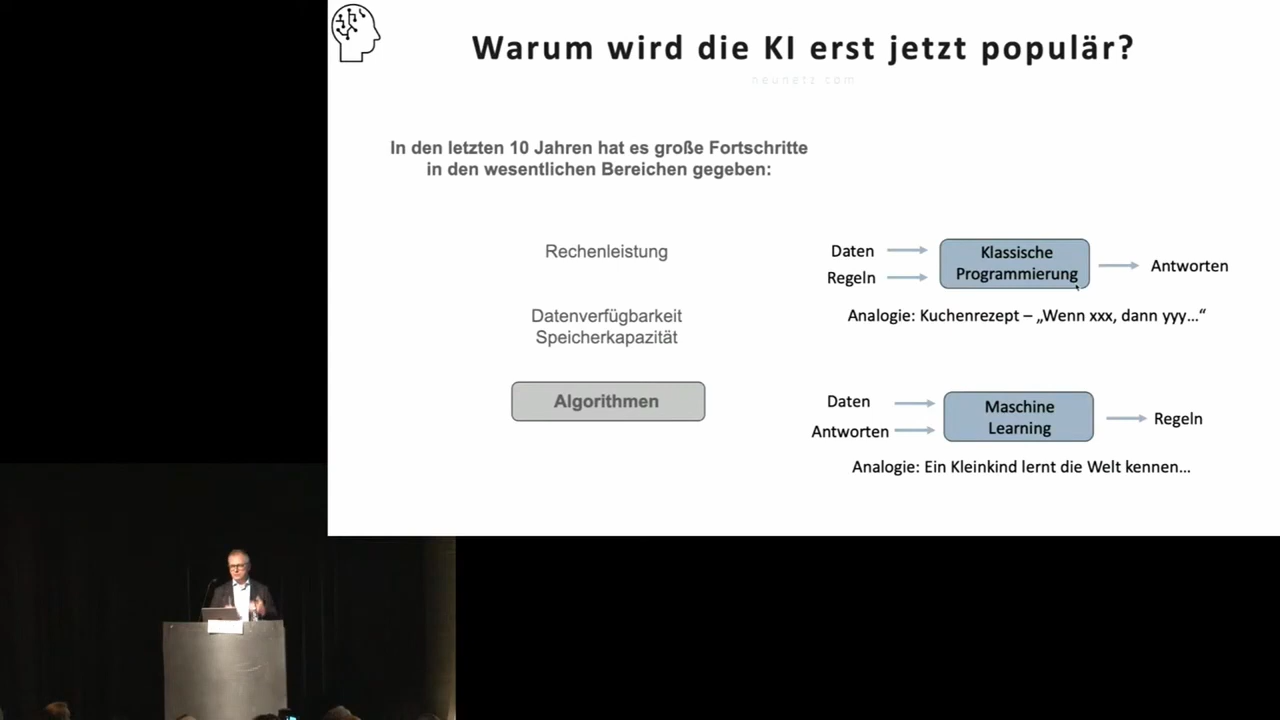 Warum wird die KI erst jetzt populär?
neunetz com
In den letzten 10 Jahren hat es große Fortschritte
in den wesentlichen Bereichen gegeben:
Rechenleistung
Datenverfügbarkeit
Speicherkapazität
Algorithmen
Daten
Regeln
Klassische
Programmierung
Antworten
Analogie: Kuchenrezept – „Wenn xxx, dann yyy…“
Daten
Antworten
Maschine
Learning
Regeln
Analogie: Ein Kleinkind lernt die Welt kennen…